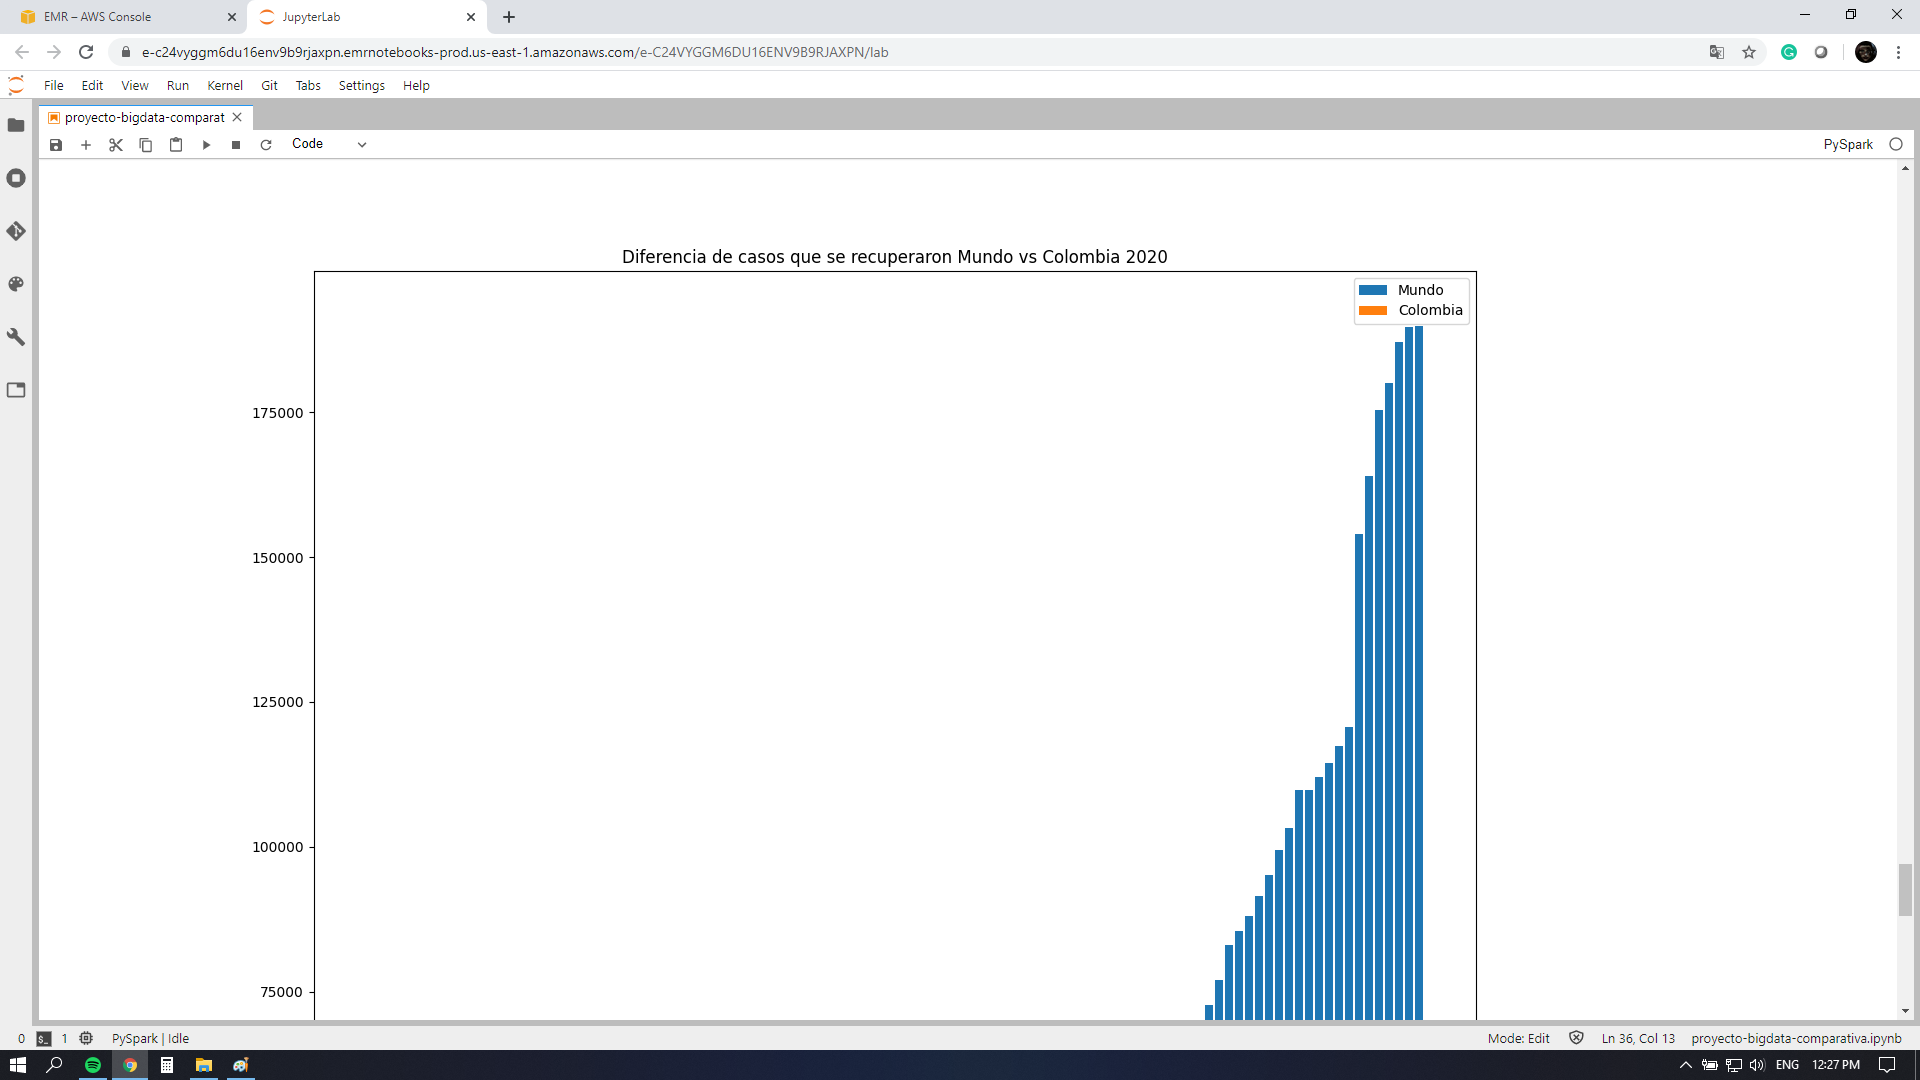 EMR – AWS Console
JupyterLab
e-c24vyggm6du16env9b9rjaxpn.emrnotebooks-prod.us-east-1.amazonaws.com/e-C24VYGGM6DU16ENV9B9RJAXPN/lab
File Edit View Run Kernel Git Tabs Settings Help
proyecto-bigdata-comparat
Code
PySpark
Diferencia de casos que se recuperaron Mundo vs Colombia 2020
Mundo
Colombia
175000
150000
125000
100000
75000
0 $_ 1 PySpark | Idle Mode: Edit Ln 36, Col 13 proyecto-bigdata-comparativa.ipynb
ENG 12:27 PM